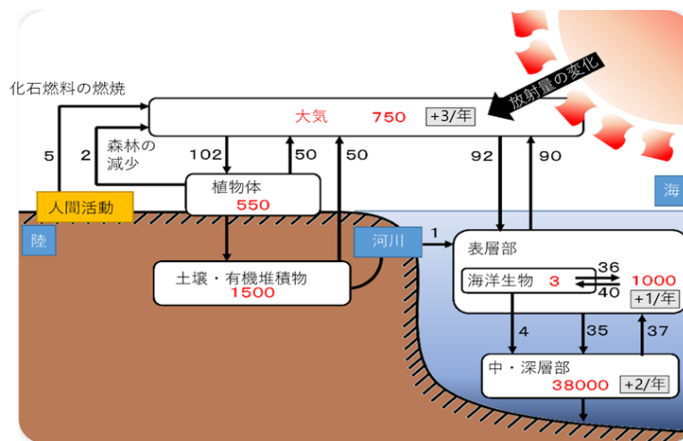 放射量の変化
化石燃料の燃焼
大気 750 +3/年
5
2
森林の
減少
102
50
50
92
90
植物体
550
人間活動
海
陸
河川
1
表層部
土壌・有機堆積物
1500
海洋生物 3
36
40
1000
+1/年
4
35
37
中・深層部
38000 +2/年